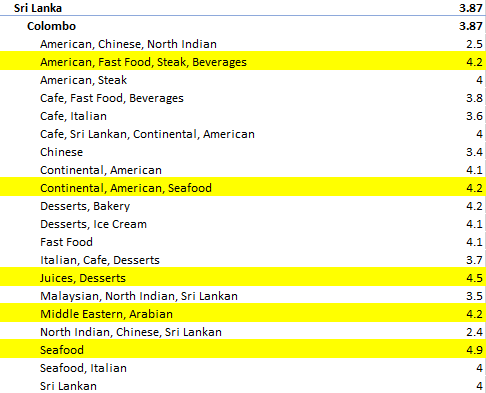 Sri Lanka 3.87
Colombo 3.87
American, Chinese, North Indian 2.5
American, Fast Food, Steak, Beverages 4.2
American, Steak 4
Cafe, Fast Food, Beverages 3.8
Cafe, Italian 3.6
Cafe, Sri Lankan, Continental, American 4
Chinese 3.4
Continental, American 4.1
Continental, American, Seafood 4.2
Desserts, Bakery 4.2
Desserts, Ice Cream 4.1
Fast Food 4.1
Italian, Cafe, Desserts 3.7
Juices, Desserts 4.5
Malaysian, North Indian, Sri Lankan 3.5
Middle Eastern, Arabian 4.2
North Indian, Chinese, Sri Lankan 2.4
Seafood 4.9
Seafood, Italian 4
Sri Lankan 4